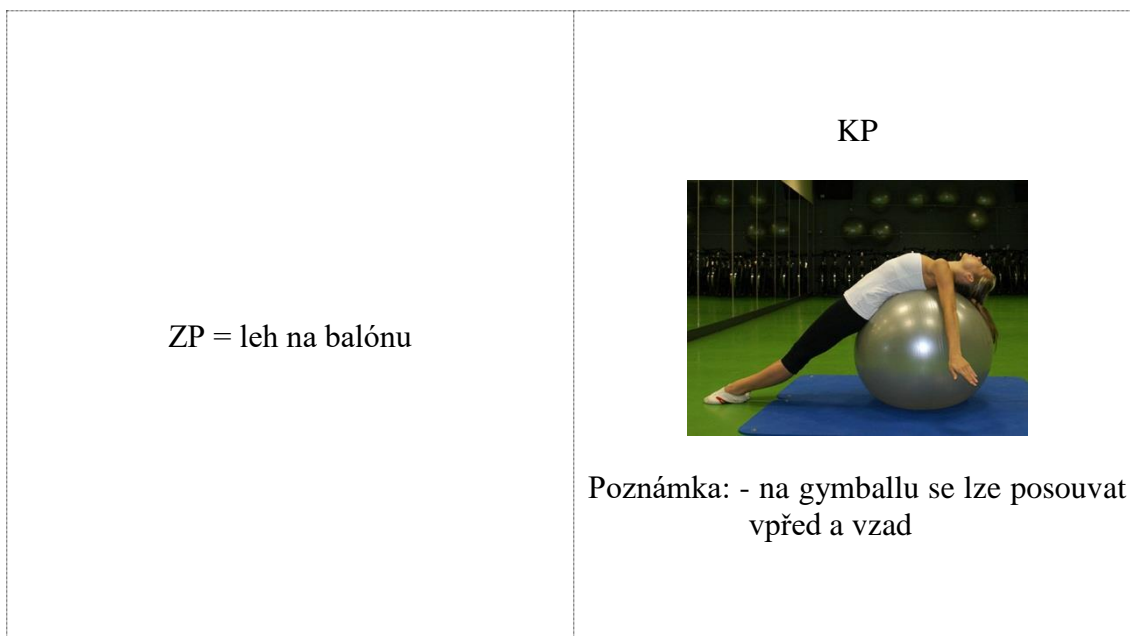 ZP = leh na balónu
KP
Poznámka: - na gymballu se lze posouvat
vpřed a vzad